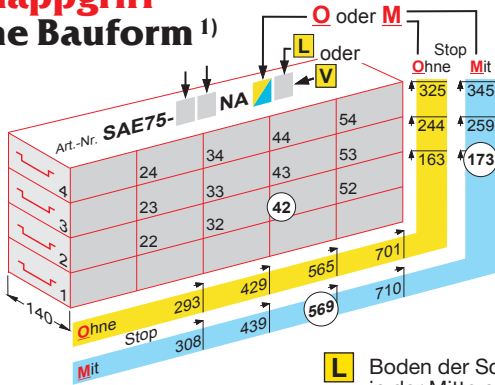 ne Bauform 1)
O oder M
L oder
V
Stop
Ohne Mit
Art.-Nr. SAE75- NA
325 345
244 259
163 173
54
44
34
24
53
43
33
23
52
42
32
22
4
3
2
1
140
Ohne 293 429 565 701
Stop
Mit 308 439 569 710
L Boden der Sc